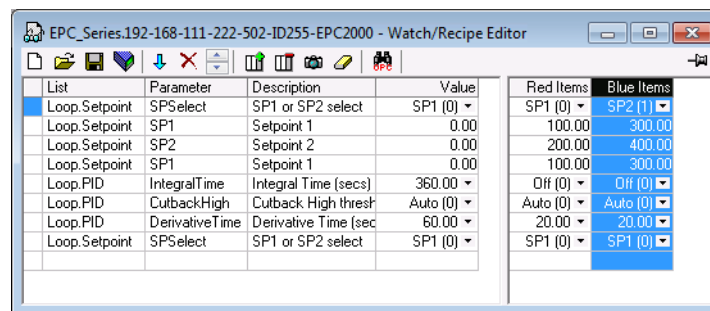 EPC_Series.192-168-111-222-502-ID255-EPC2000 - Watch/Recipe Editor
OPC
List Parameter Description Value Red Items Blue Items
Loop.Setpoint SPSelect SP1 or SP2 select SP1 (0) SP1 (0) SP2 (1)
Loop.Setpoint SP1 Setpoint 1 0.00 100.00 300.00
Loop.Setpoint SP2 Setpoint 2 0.00 200.00 400.00
Loop.Setpoint SP1 Setpoint 1 0.00 100.00 300.00
Loop.PID IntegralTime Integral Time (secs) 360.00 Off (0) Off (0)
Loop.PID CutbackHigh Cutback High thresh Auto (0) Auto (0) Auto (0)
Loop.PID DerivativeTime Derivative Time (sec 60.00 20.00 20.00
Loop.Setpoint SPSelect SP1 or SP2 select SP1 (0) SP1 (0) SP1 (0)